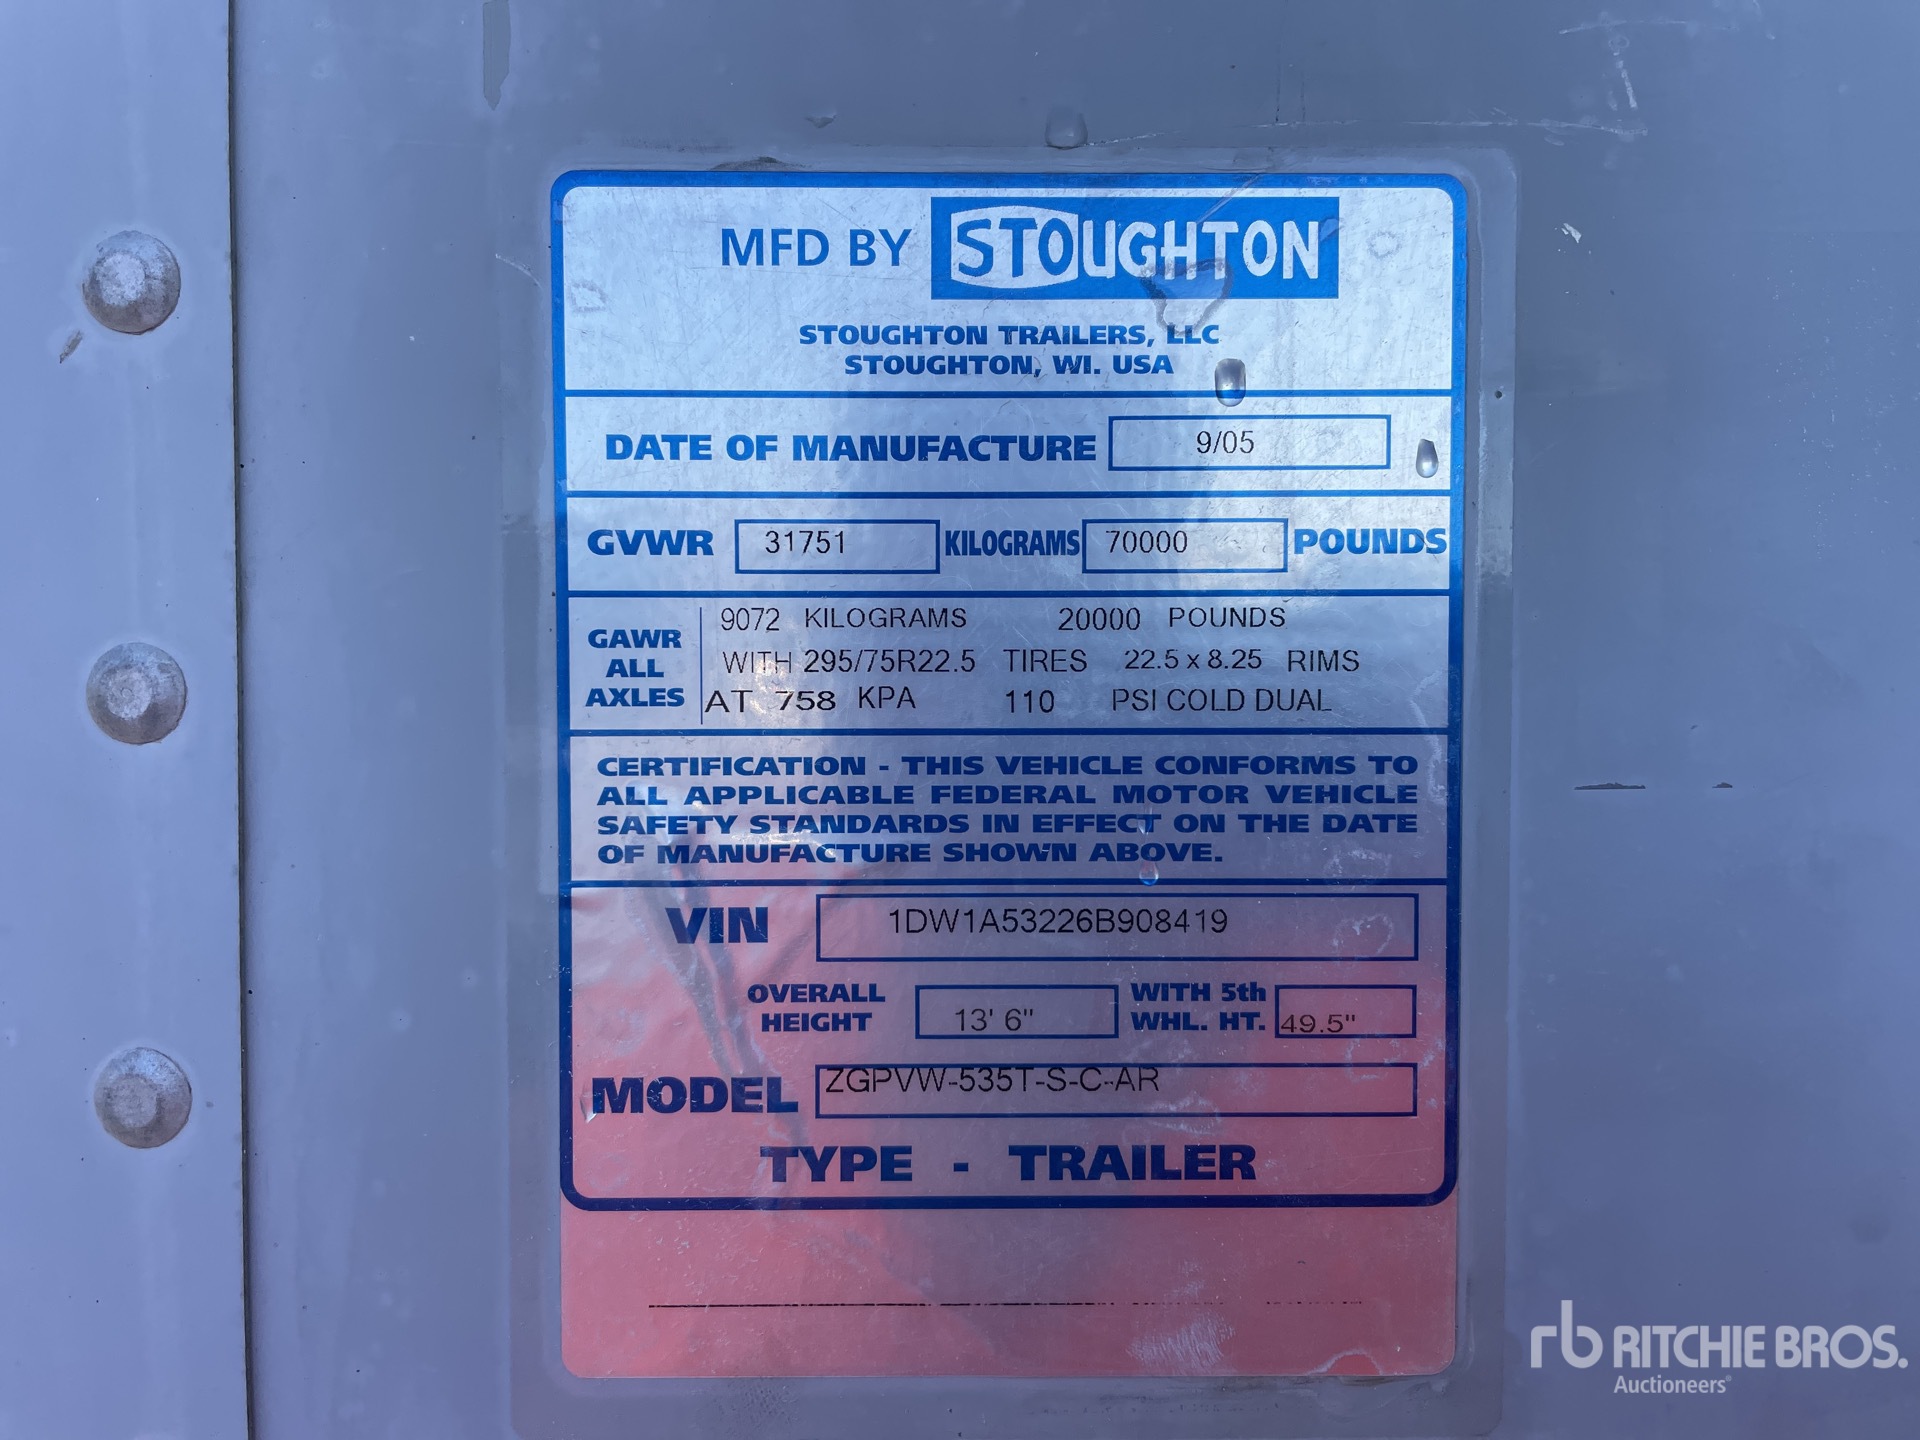 MFD BY STOUGHTON
STOUGHTON TRAILERS, LLC
STOUGHTON, WI. USA
DATE OF MANUFACTURE 9/05
GVWR 31751 KILOGRAMS 70000 POUNDS
GAWR ALL AXLES
9072 KILOGRAMS 20000 POUNDS
WITH 295/75R22.5 TIRES 22.5 x 8.25 RIMS
AT 758 KPA 110 PSI COLD DUAL
CERTIFICATION - THIS VEHICLE CONFORMS TO
ALL APPLICABLE FEDERAL MOTOR VEHICLE
SAFETY STANDARDS IN EFFECT ON THE DATE
OF MANUFACTURE SHOWN ABOVE.
VIN 1DW1A53226B908419
OVERALL HEIGHT 13' 6" WITH 5th WHL. HT. 49.5"
MODEL ZGPVW-535T-S-C-AR
TYPE - TRAILER
rb RITCHIE BROS.
Auctioneers